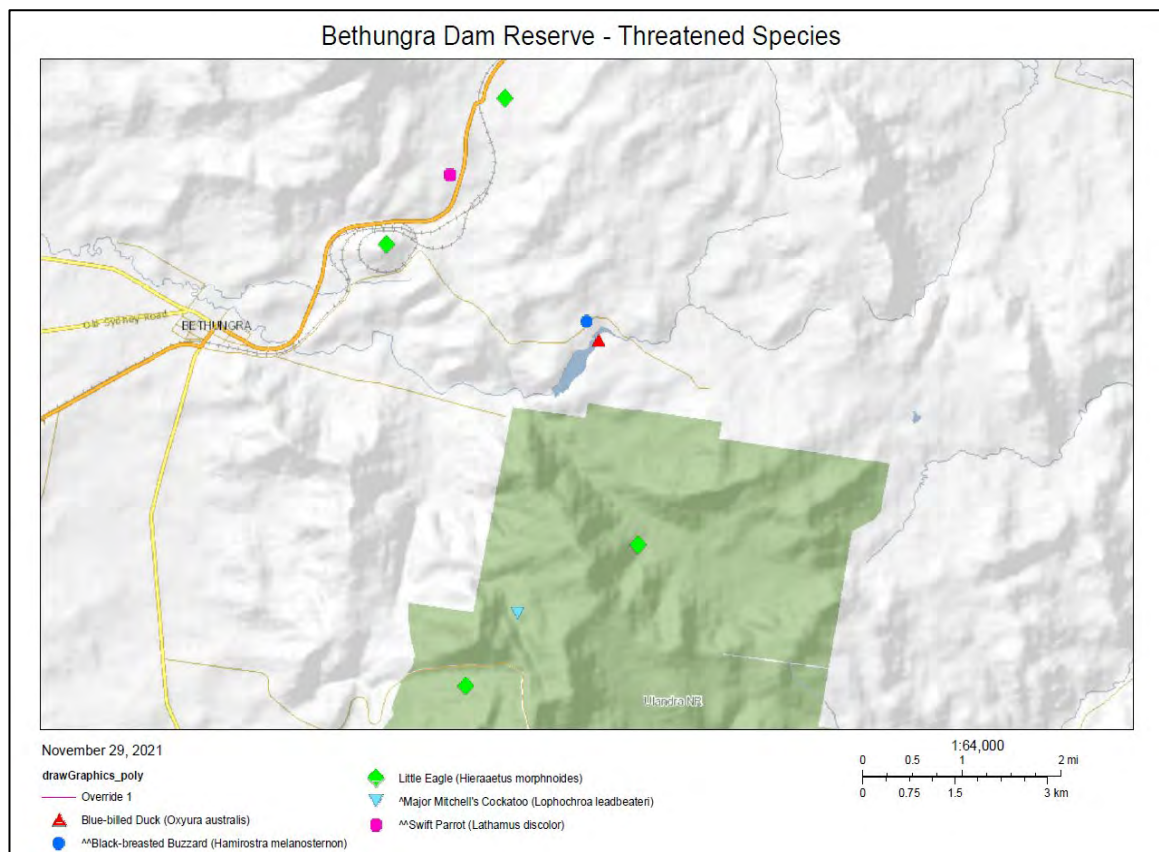 Bethungra Dam Reserve - Threatened Species
Old Sydney Road
BETHUNGRA
Ulandra NR
November 29, 2021
drawGraphics_poly
Override 1
Blue-billed Duck (Oxyura australis)
^^Black-breasted Buzzard (Hamirostra melanosternon)
Little Eagle (Hieraaetus morphnoides)
^Major Mitchell's Cockatoo (Lophochroa leadbeateri)
^^Swift Parrot (Lathamus discolor)
1:64,000
0 0.5 1 2 mi
0 0.75 1.5 3 km